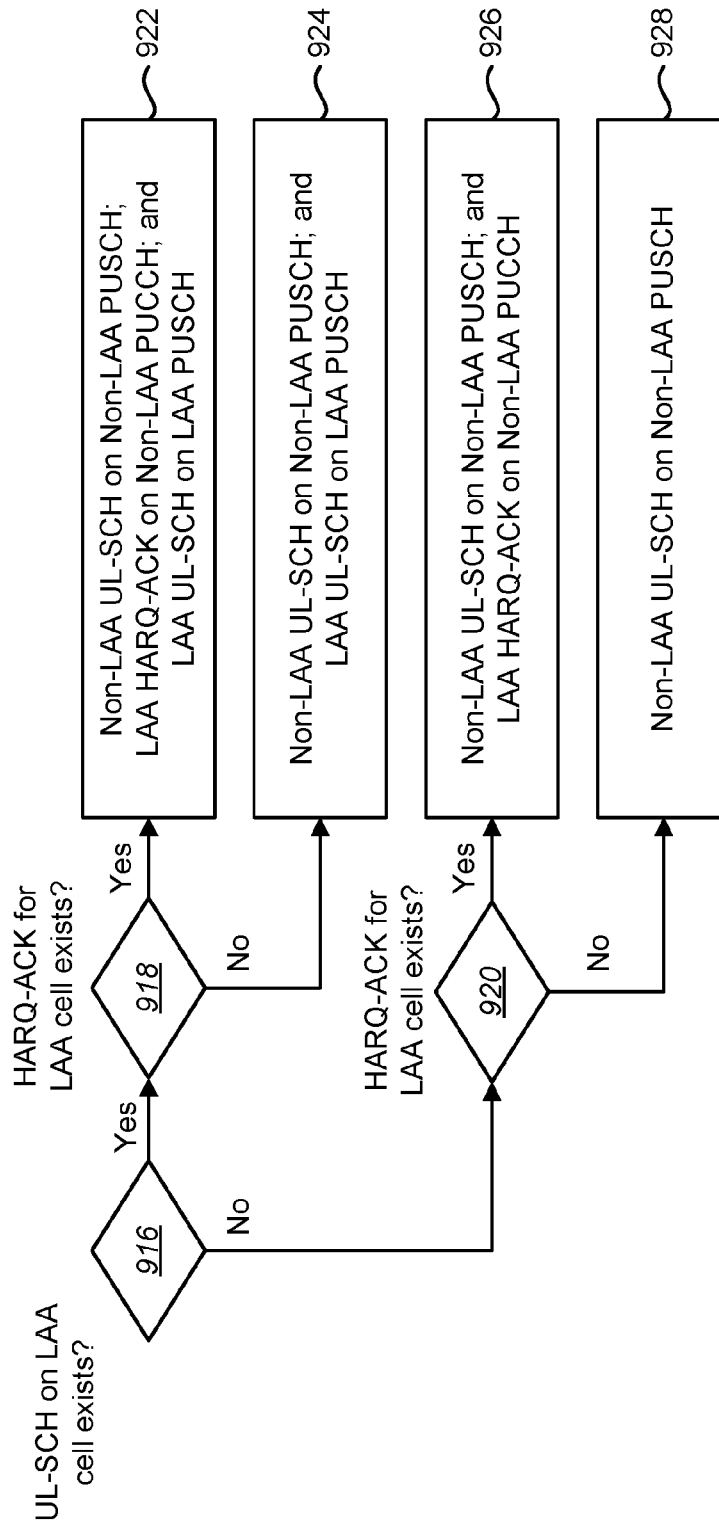 UL-SCH on LAA
cell exists?
916
Yes
No
HARQ-ACK for
LAA cell exists?
918
Yes
No
Non-LAA UL-SCH on Non-LAA PUSCH;
LAA HARQ-ACK on Non-LAA PUCCH; and
LAA UL-SCH on LAA PUSCH
922
Non-LAA UL-SCH on Non-LAA PUSCH; and
LAA UL-SCH on LAA PUSCH
924
HARQ-ACK for
LAA cell exists?
920
Yes
No
Non-LAA UL-SCH on Non-LAA PUSCH; and
LAA HARQ-ACK on Non-LAA PUCCH
926
Non-LAA UL-SCH on Non-LAA PUSCH
928